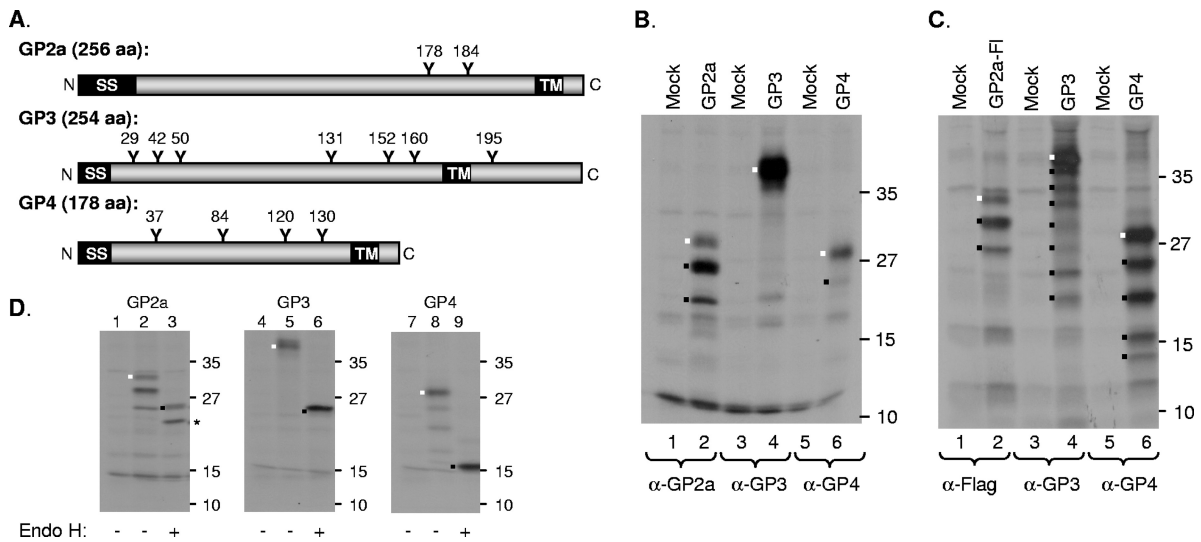 A.
GP2a (256 aa):
178 184
N SS TM C
GP3 (254 aa):
29 42 50 131 152 160 195
N SS TM C
GP4 (178 aa):
37 84 120 130
N SS TM C
B.
Mock GP2a Mock GP3 Mock GP4
35
27
15
10
1 2 3 4 5 6
α-GP2a α-GP3 α-GP4
C.
Mock GP2a-Fl Mock GP3 Mock GP4
35
27
15
10
1 2 3 4 5 6
α-Flag α-GP3 α-GP4
D.
GP2a GP3 GP4
1 2 3 4 5 6 7 8 9
35 35 35
27 27 27
*
15 15 15
10 10 10
Endo H: - - + - - + - - +